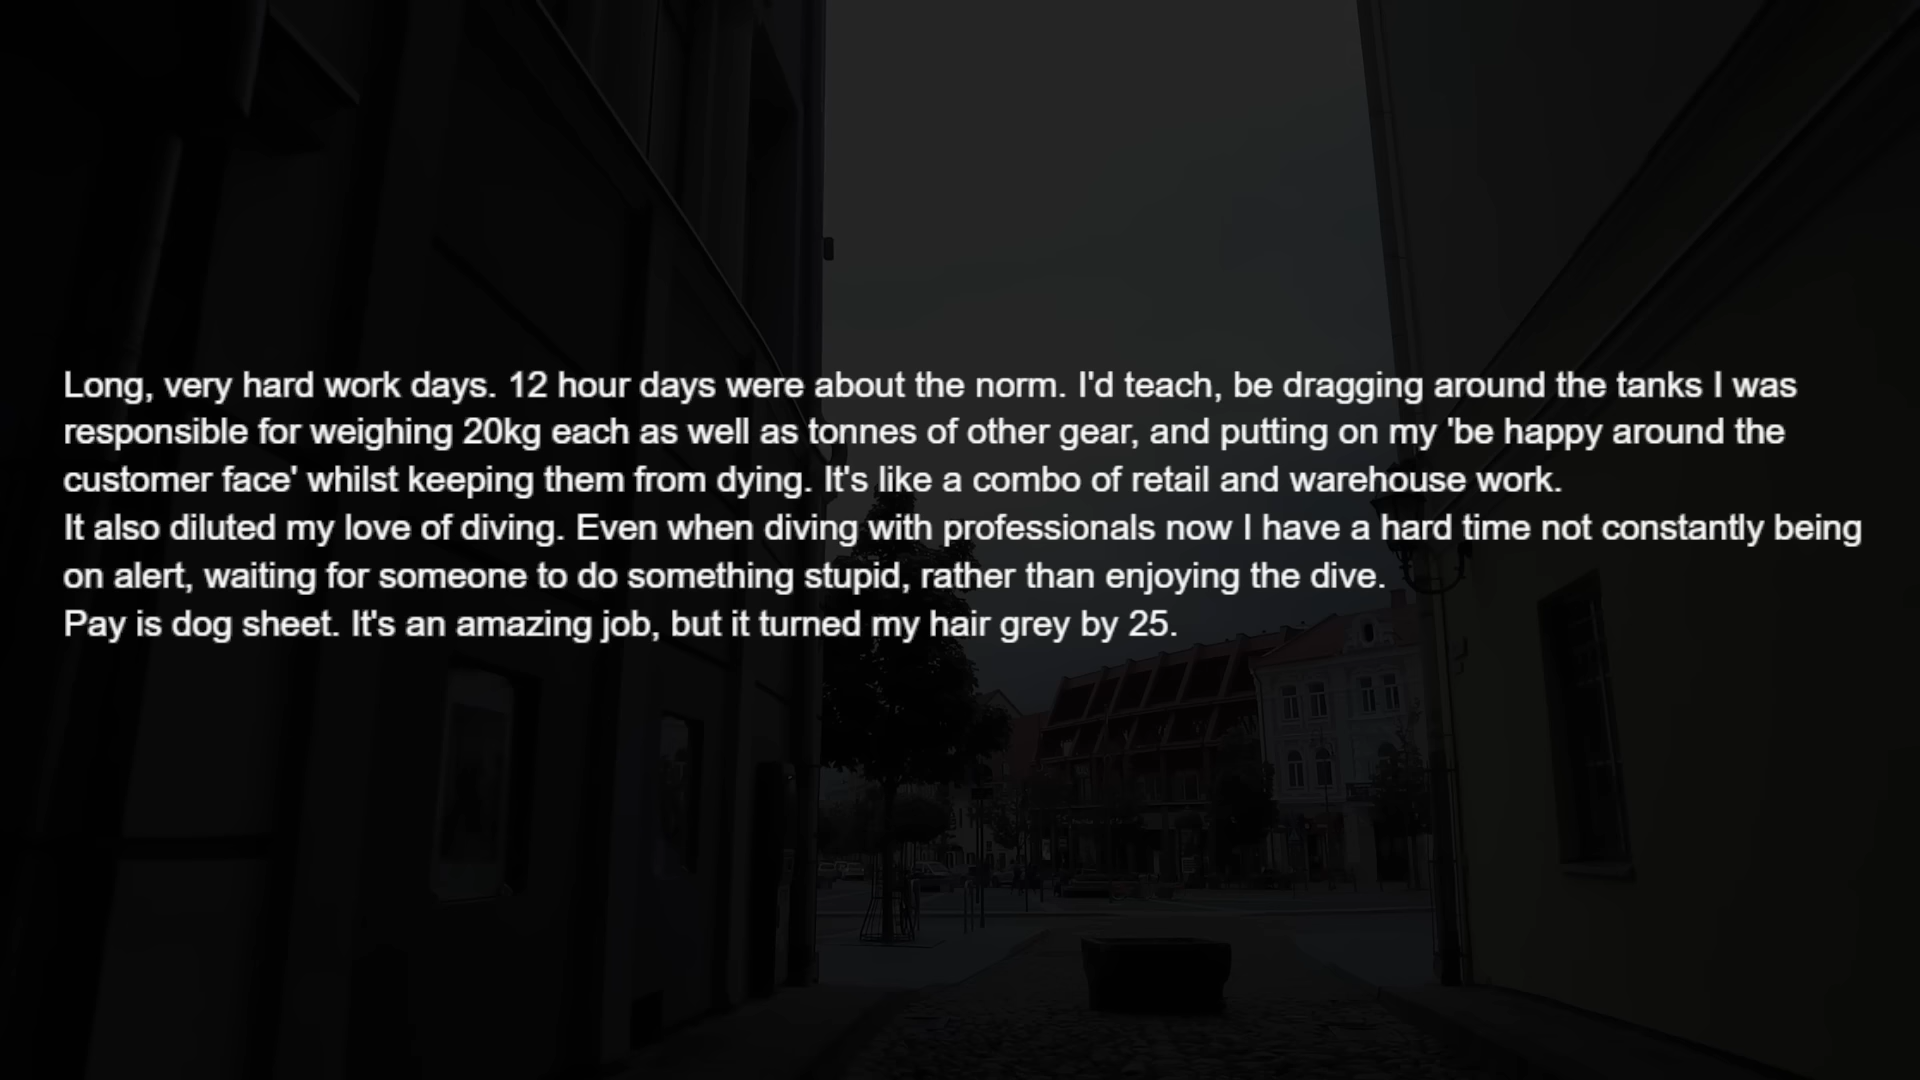 Long, very hard work days. 12 hour days were about the norm. I'd teach, be dragging around the tanks I was
responsible for weighing 20kg each as well as tonnes of other gear, and putting on my 'be happy around the
customer face' whilst keeping them from dying. It's like a combo of retail and warehouse work.
It also diluted my love of diving. Even when diving with professionals now I have a hard time not constantly being
on alert, waiting for someone to do something stupid, rather than enjoying the dive.
Pay is dog sheet. It's an amazing job, but it turned my hair grey by 25.